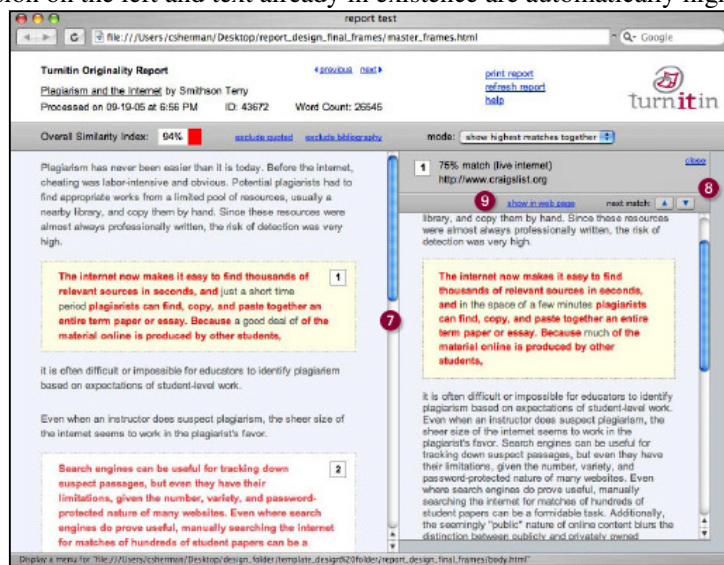 sion on the left and text already in existence are automatically hig
report test
file:///Users/csherman/Desktop/report_design_final_frames/master_frames.html
Google
Turnitin Originality Report
previous next
print report
refresh report
help
turnitin
Plagiarism and the Internet by Smithson Terry
Processed on 09-19-05 at 6:56 PM ID: 43672 Word Count: 26545
Overall Similarity Index: 94% exclude quoted exclude bibliography mode: show highest matches together
Plagiarism has never been easier than it is today. Before the internet,
cheating was labor-intensive and obvious. Potential plagiarists had to
find appropriate works from a limited pool of resources, usually a
nearby library, and copy them by hand. Since these resources were
almost always professionally written, the risk of detection was very
high.
The internet now makes it easy to find thousands of 1
relevant sources in seconds, and just a short time
period plagiarists can find, copy, and paste together an
entire term paper or essay. Because a good deal of of the
material online is produced by other students,
it is often difficult or impossible for educators to identify plagiarism
based on expectations of student-level work.
Even when an instructor does suspect plagiarism, the sheer size of
the internet seems to work in the plagiarist's favor.
Search engines can be useful for tracking down 2
suspect passages, but even they have their
limitations, given the number, variety, and password-
protected nature of many websites. Even where search
engines do prove useful, manually searching the internet
for matches of hundreds of student papers can be a
7
1 76% match (live internet) close
http://www.craigslist.org
8
9 show in web page next match:
library, and copy them by hand. Since these resources
were almost always professionally written, the risk of
detection was very high.
The internet now makes it easy to find
thousands of relevant sources in seconds,
and in the space of a few minutes plagiarists
can find, copy, and paste together an entire
term paper or essay. Because much of the
material online is produced by other
students,
it is often difficult or impossible for educators to identify
plagiarism based on expectations of student-level work.
Even when an instructor does suspect plagiarism, the
sheer size of the internet seems to work in the
plagiarist's favor. Search engines can be useful for
tracking down suspect passages, but even they have
their limitations, given the number, variety, and
password-protected nature of many websites. Even
where search engines do prove useful, manually
searching the internet for matches of hundreds of
student papers can be a formidable task. Additionally,
the seemingly "public" nature of online content blurs the
distinction between publicly and privately owned
Display a menu for "file:///Users/csherman/Desktop/design_folder/template_design%20folder/report_design_final_frames/body.html"